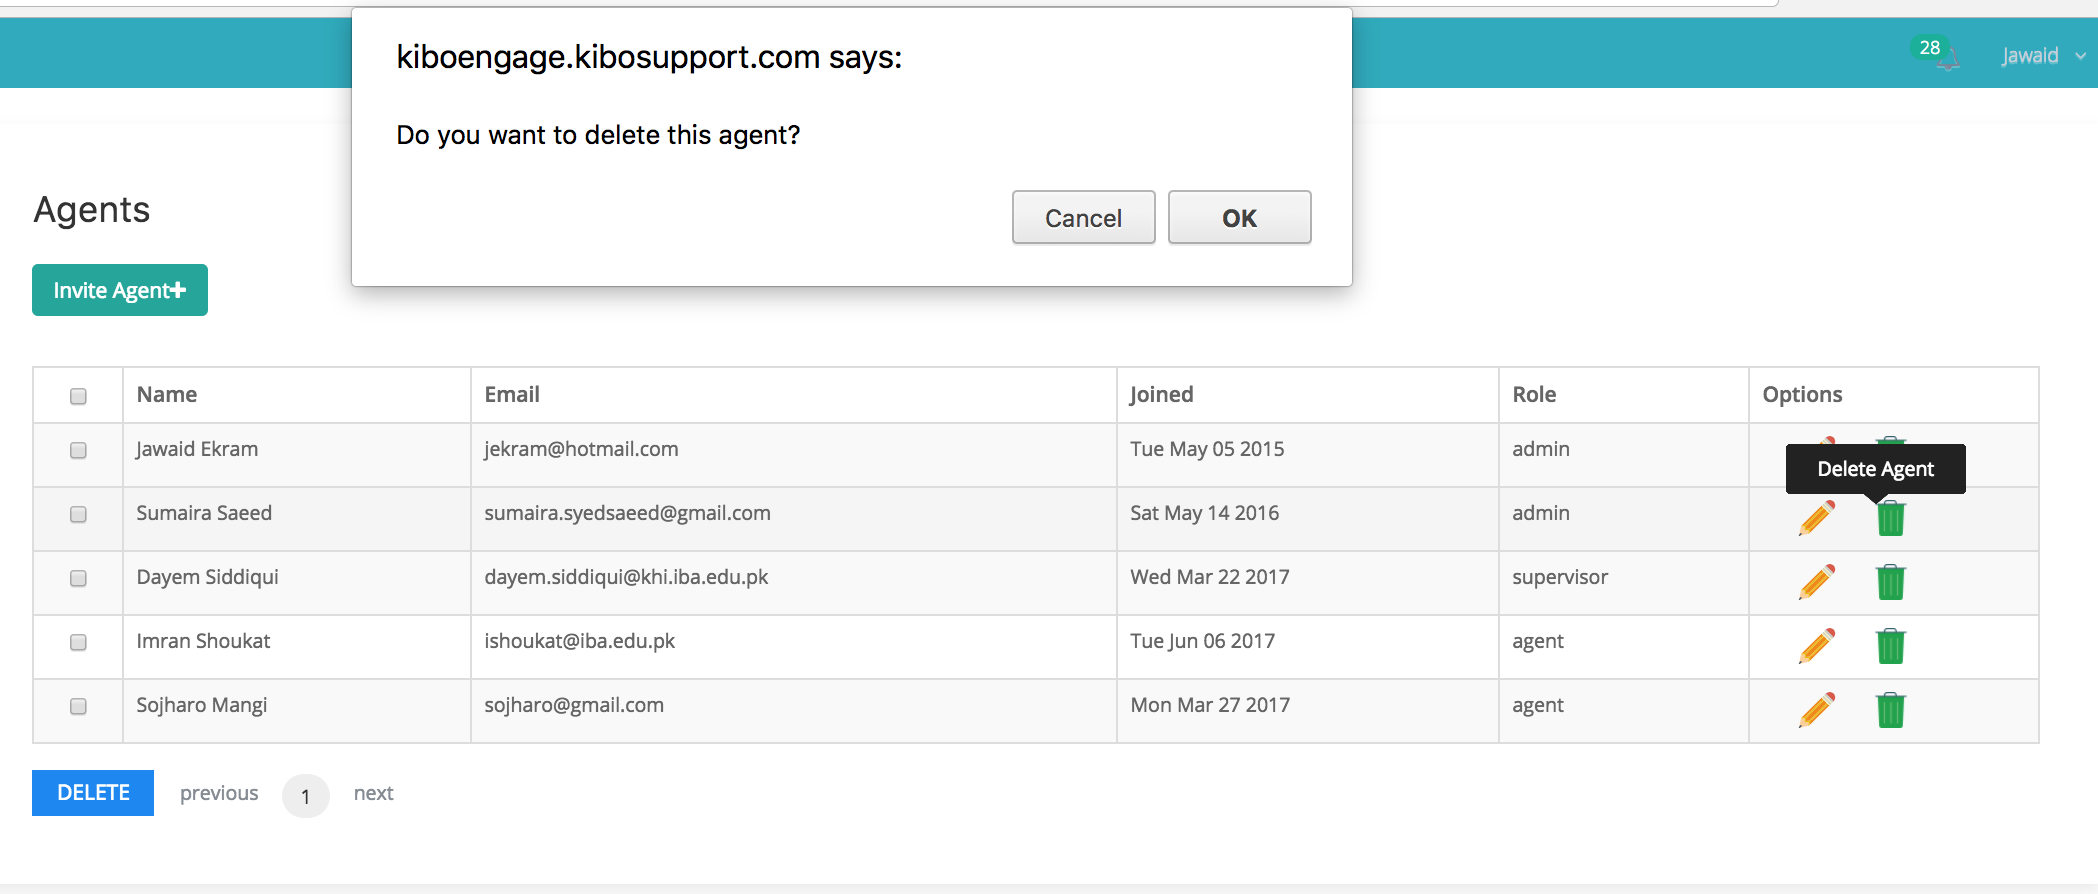 kiboengage.kibosupport.com says:
Do you want to delete this agent?
Cancel OK
28 Jawaid
Agents
Invite Agent+
Name Email Joined Role Options
Jawaid Ekram jekram@hotmail.com Tue May 05 2015 admin
Delete Agent
Sumaira Saeed sumaira.syedsaeed@gmail.com Sat May 14 2016 admin
Dayem Siddiqui dayem.siddiqui@khi.iba.edu.pk Wed Mar 22 2017 supervisor
Imran Shoukat ishoukat@iba.edu.pk Tue Jun 06 2017 agent
Sojharo Mangi sojharo@gmail.com Mon Mar 27 2017 agent
DELETE previous 1 next